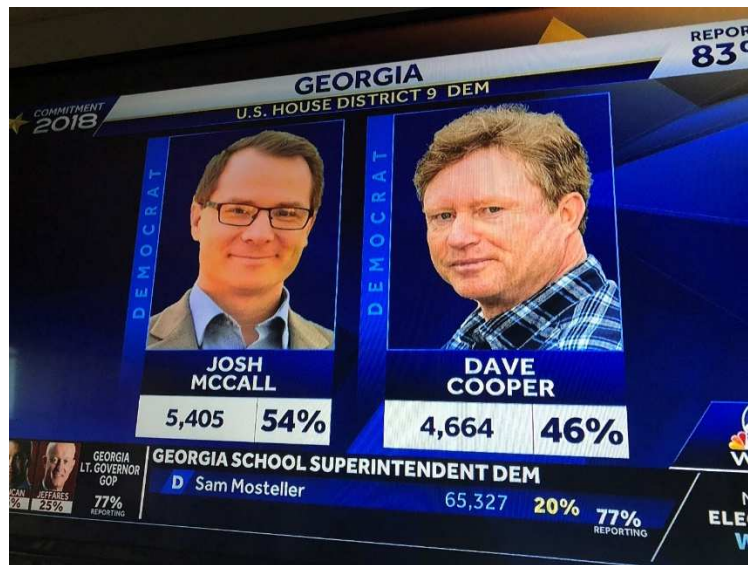 GEORGIA
U.S. HOUSE DISTRICT 9 DEM
COMMITMENT
2018
83
DEMOCRAT
DEMOCRAT
JOSH
MCCALL
5,405 54%
DAVE
COOPER
4,664 46%
JEFFARES
25%
GEORGIA
LT. GOVERNOR
GOP
77%
REPORTING
GEORGIA SCHOOL SUPERINTENDENT DEM
D Sam Mosteller 65,327 20% 77%
REPORTING